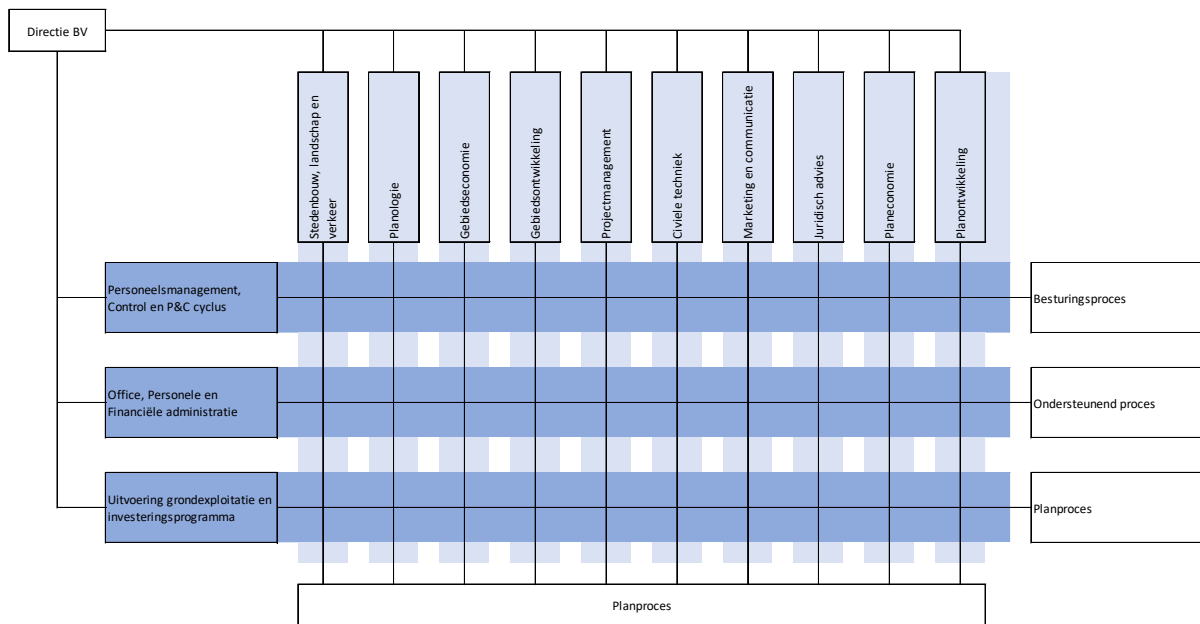 Directie BV
Stedenbouw, landschap en
verkeer
Planologie
Gebiedseconomie
Gebiedsontwikkeling
Projectmanagement
Civiele techniek
Marketing en communicatie
Juridisch advies
Planeconomie
Planontwikkeling
Personeelsmanagement,
Control en P&C cyclus
Besturingsproces
Office, Personele en
Financiële administratie
Ondersteunend proces
Uitvoering grondexploitatie en
investeringsprogramma
Planproces
Planproces